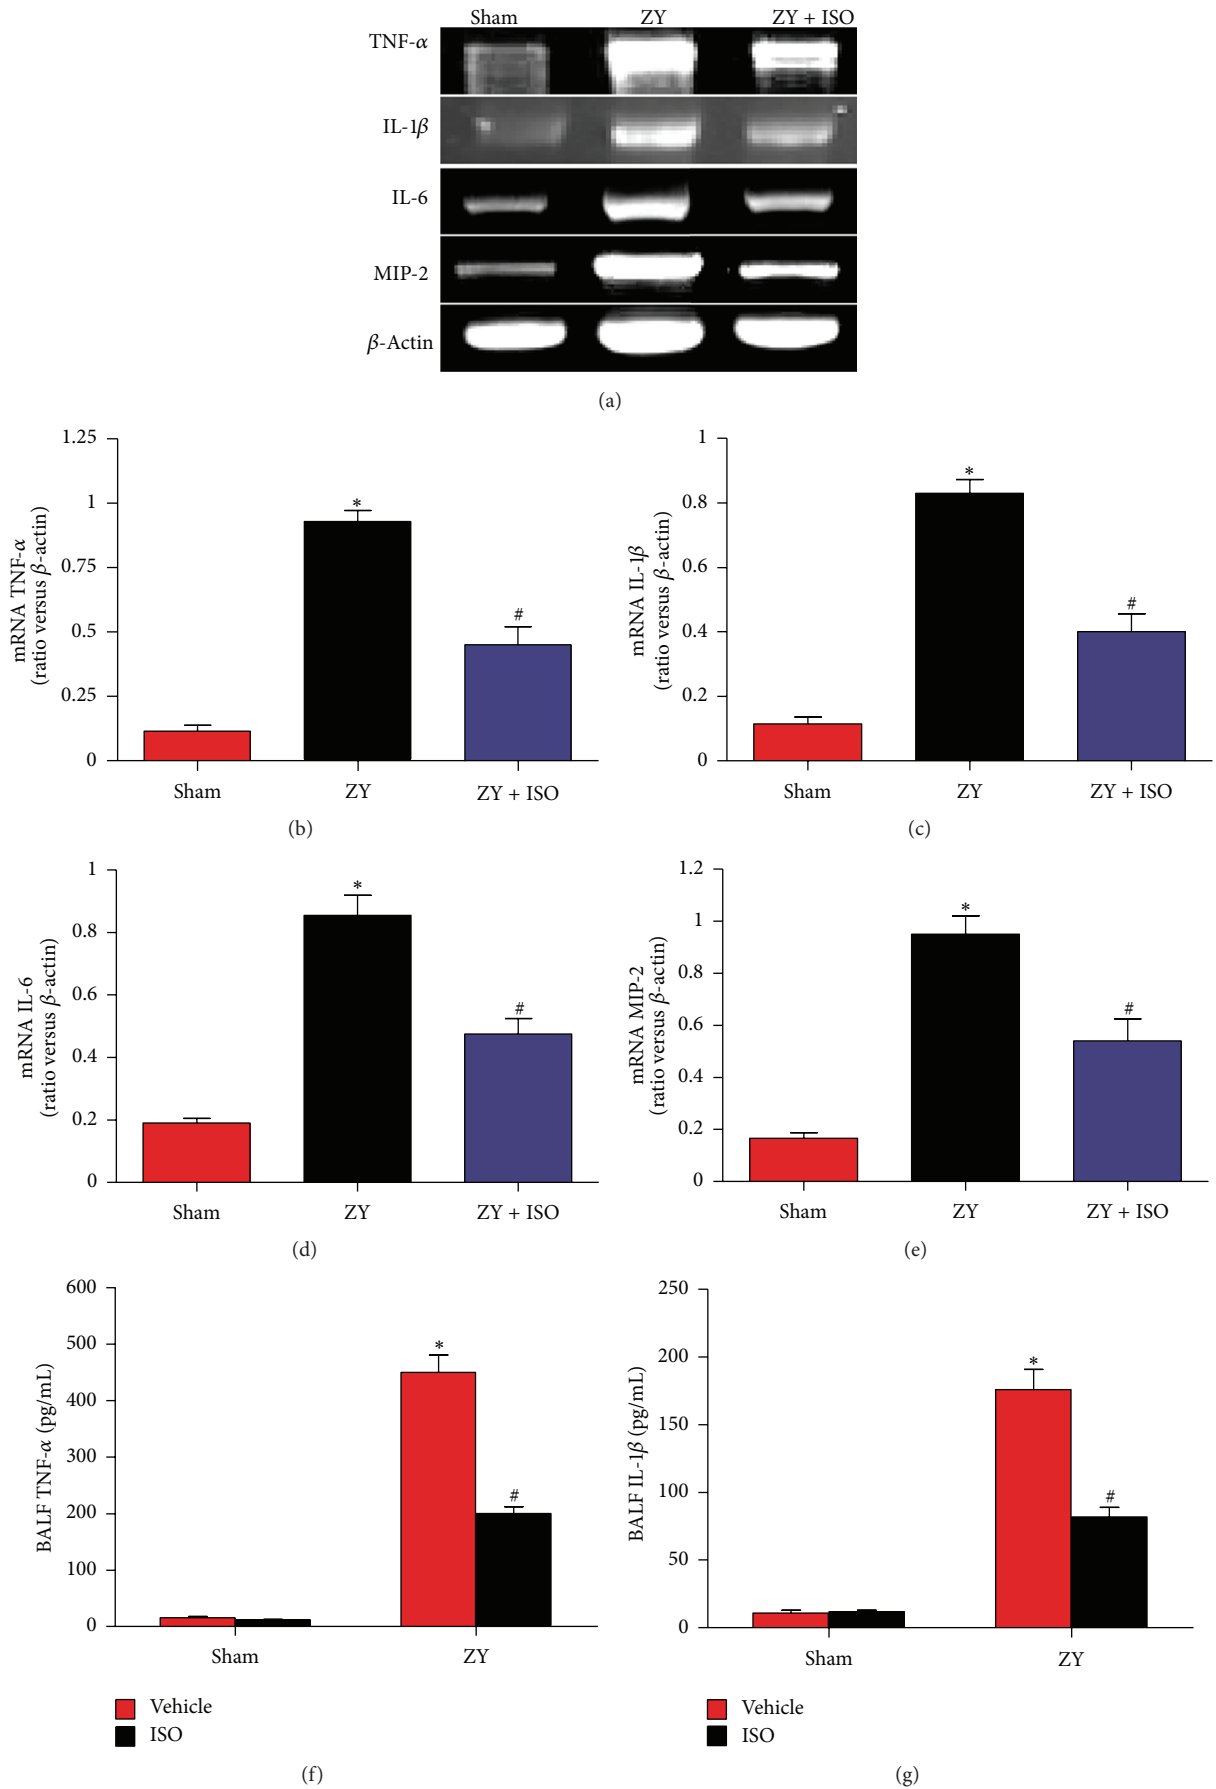 Sham ZY ZY + ISO
TNF-α
IL-1β
IL-6
MIP-2
β-Actin
(a)
mRNA TNF-α
(ratio versus β-actin)
1.25
1
0.75
0.5
0.25
0
*
#
Sham ZY ZY + ISO
(b)
mRNA IL-1β
(ratio versus β-actin)
1
0.8
0.6
0.4
0.2
0
*
#
Sham ZY ZY + ISO
(c)
mRNA IL-6
(ratio versus β-actin)
1
0.8
0.6
0.4
0.2
0
*
#
Sham ZY ZY + ISO
(d)
mRNA MIP-2
(ratio versus β-actin)
1.2
1
0.8
0.6
0.4
0.2
0
*
#
Sham ZY ZY + ISO
(e)
BALF TNF-α (pg/mL)
600
500
400
300
200
100
0
*
#
Sham ZY
Vehicle
ISO
(f)
BALF IL-1β (pg/mL)
250
200
150
100
50
0
*
#
Sham ZY
Vehicle
ISO
(g)